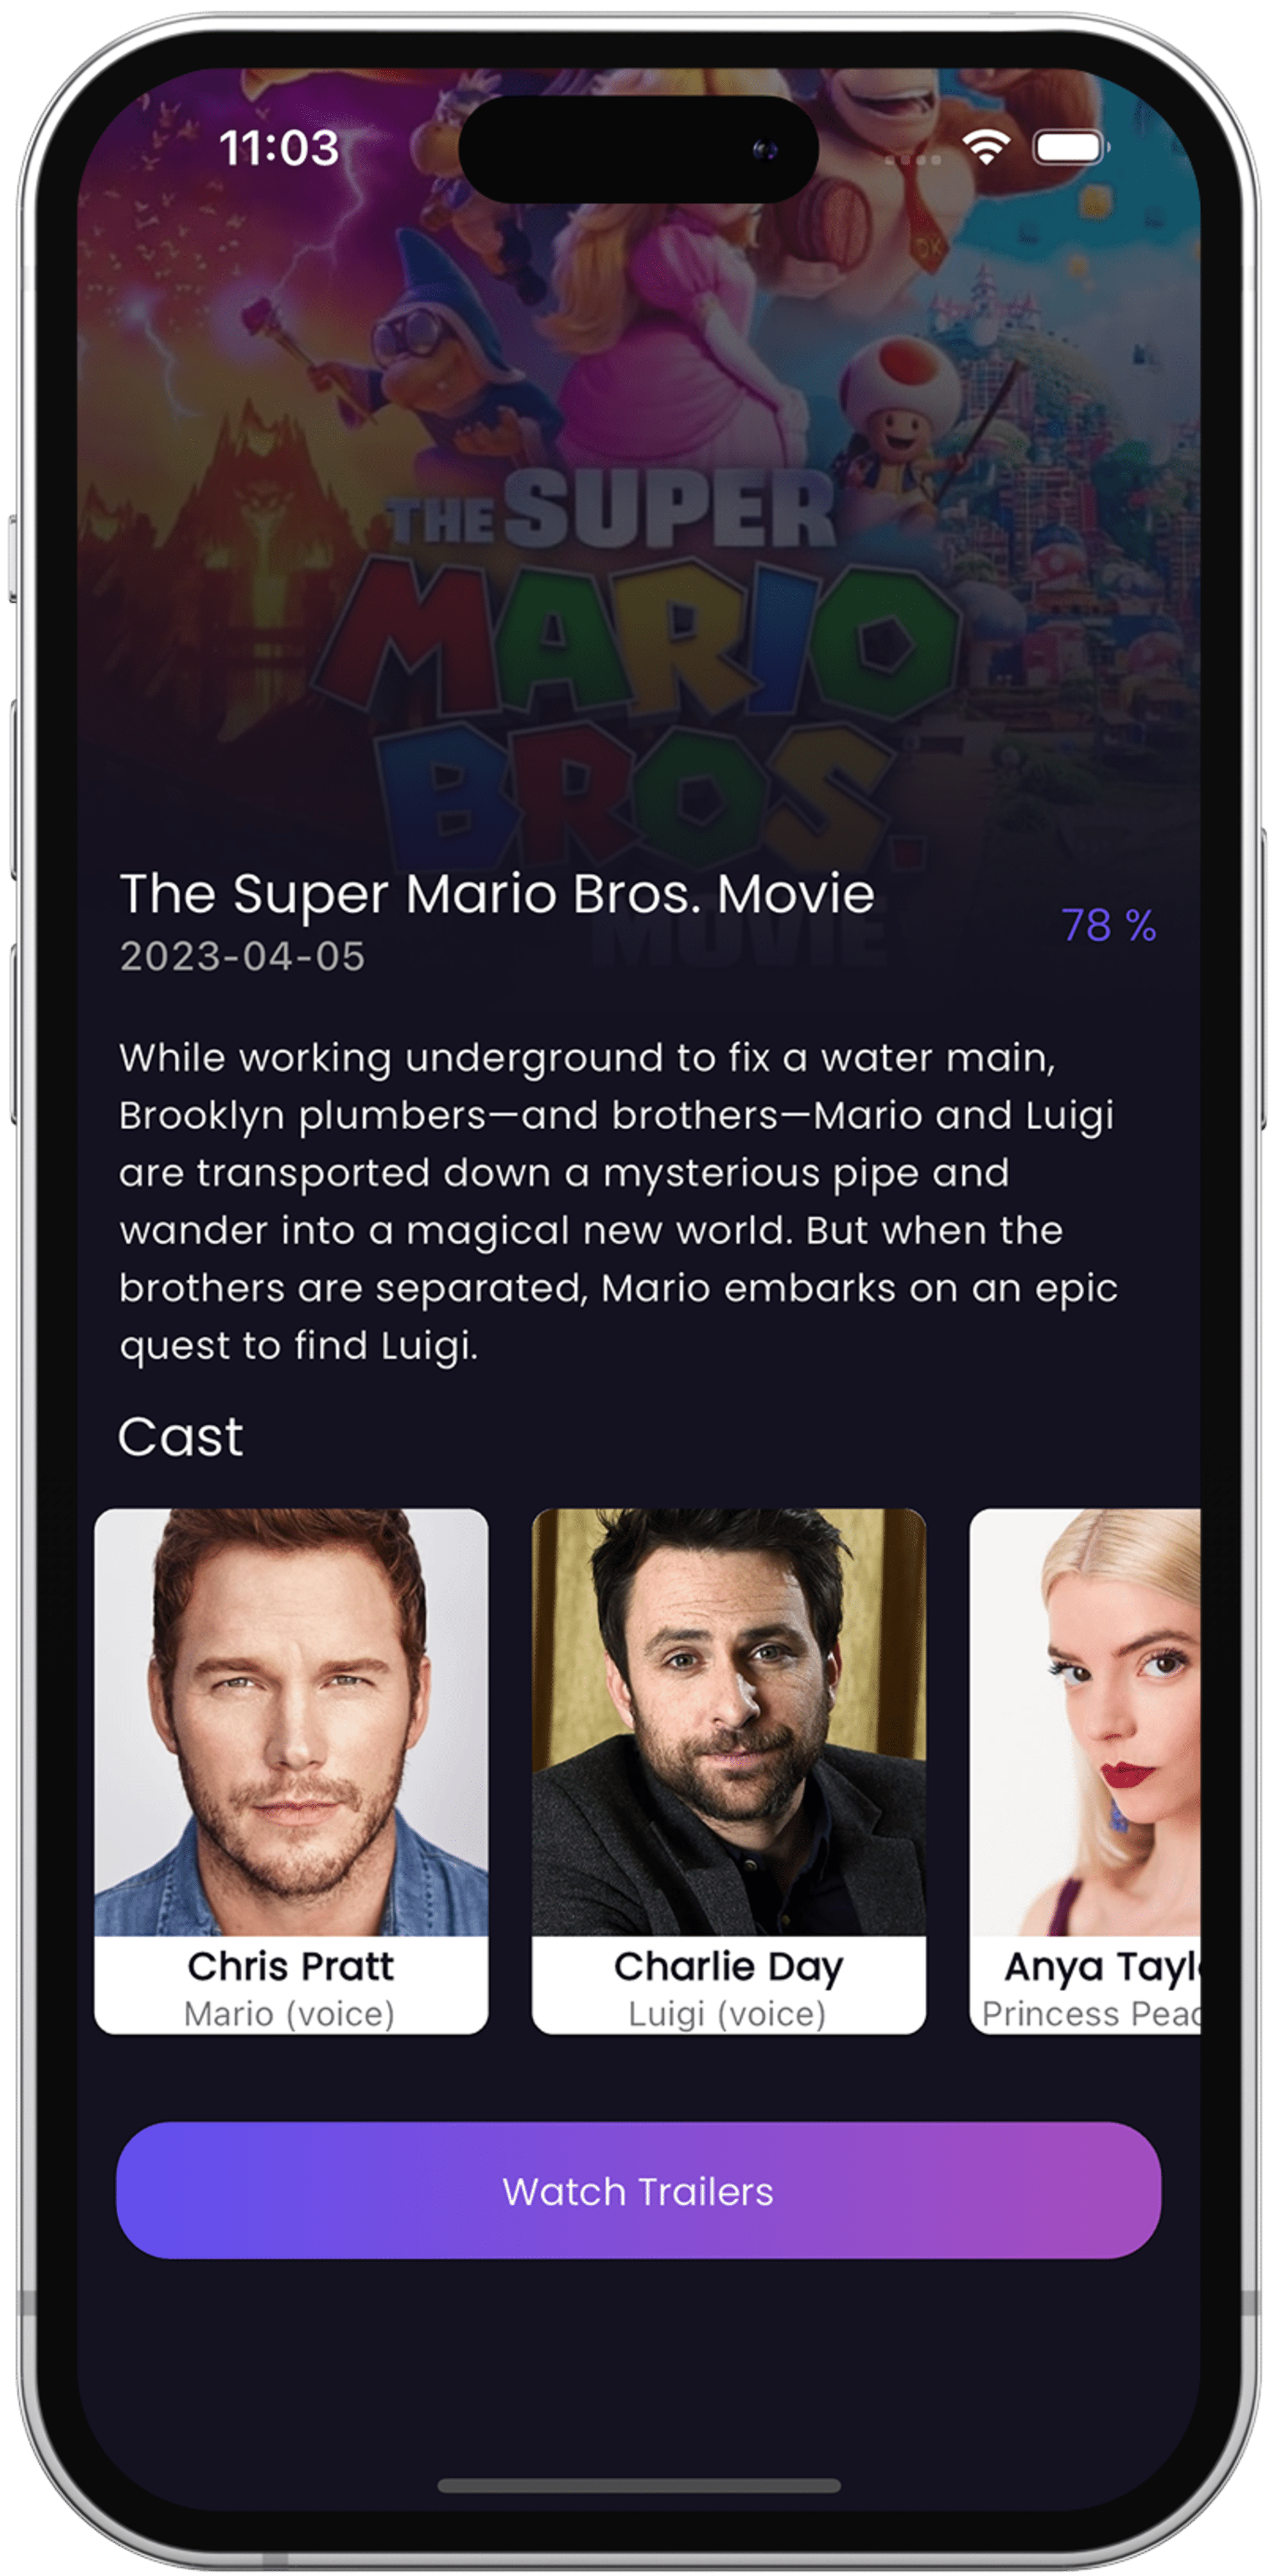 11:03
DK
THE SUPER
MARIO
BROS.
MOVIE
The Super Mario Bros. Movie
2023-04-05
78 %
While working underground to fix a water main,
Brooklyn plumbers—and brothers—Mario and Luigi
are transported down a mysterious pipe and
wander into a magical new world. But when the
brothers are separated, Mario embarks on an epic
quest to find Luigi.
Cast
Chris Pratt
Mario (voice)
Charlie Day
Luigi (voice)
Anya Tayl
Princess Peac
Watch Trailers